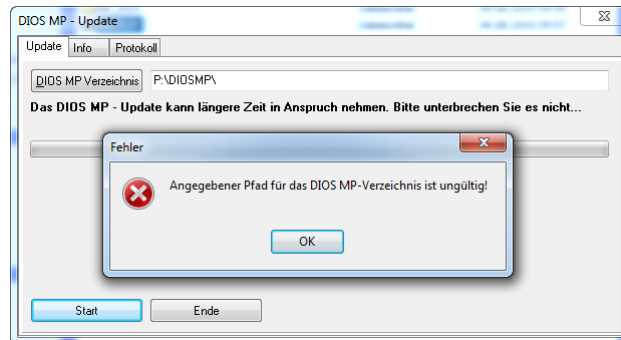 DIOS MP - Update
Update Info Protokoll
DIOS MP Verzeichnis P:\DIOSMP\
Das DIOS MP - Update kann längere Zeit in Anspruch nehmen. Bitte unterbrechen Sie es nicht...
Fehler
Angegebener Pfad für das DIOS MP-Verzeichnis ist ungültig!
OK
Start Ende